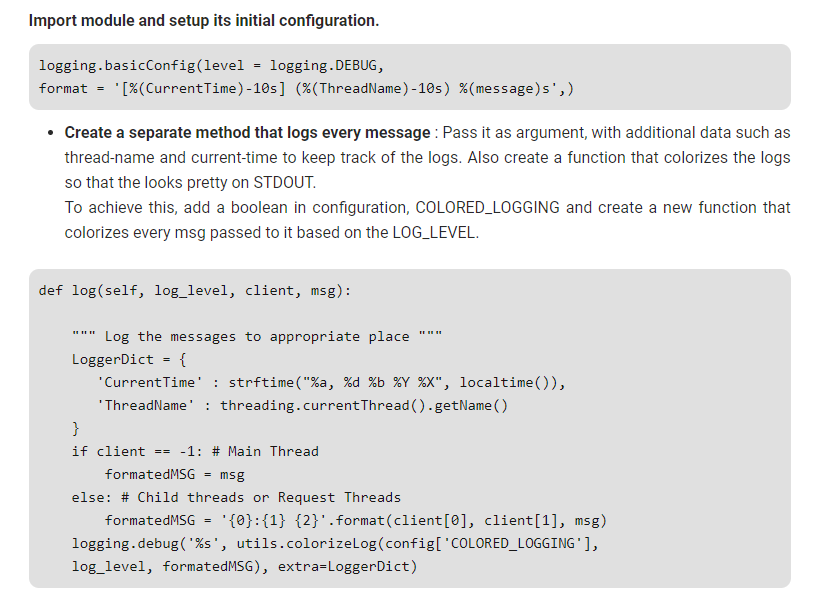 Import module and setup its initial configuration.
logging.basicConfig(level = logging.DEBUG,
format = '[%(CurrentTime)-10s] (%(ThreadName)-10s) %(message)s',)
• Create a separate method that logs every message : Pass it as argument, with additional data such as
thread-name and current-time to keep track of the logs. Also create a function that colorizes the logs
so that the looks pretty on STDOUT.
To achieve this, add a boolean in configuration, COLORED_LOGGING and create a new function that
colorizes every msg passed to it based on the LOG_LEVEL.
def log(self, log_level, client, msg):
    """ Log the messages to appropriate place """
    LoggerDict = {
       'CurrentTime' : strftime("%a, %d %b %Y %X", localtime()),
       'ThreadName' : threading.currentThread().getName()
    }
    if client == -1: # Main Thread
        formatedMSG = msg
    else: # Child threads or Request Threads
        formatedMSG = '{0}:{1} {2}'.format(client[0], client[1], msg)
    logging.debug('%s', utils.colorizeLog(config['COLORED_LOGGING'],
    log_level, formatedMSG), extra=LoggerDict)